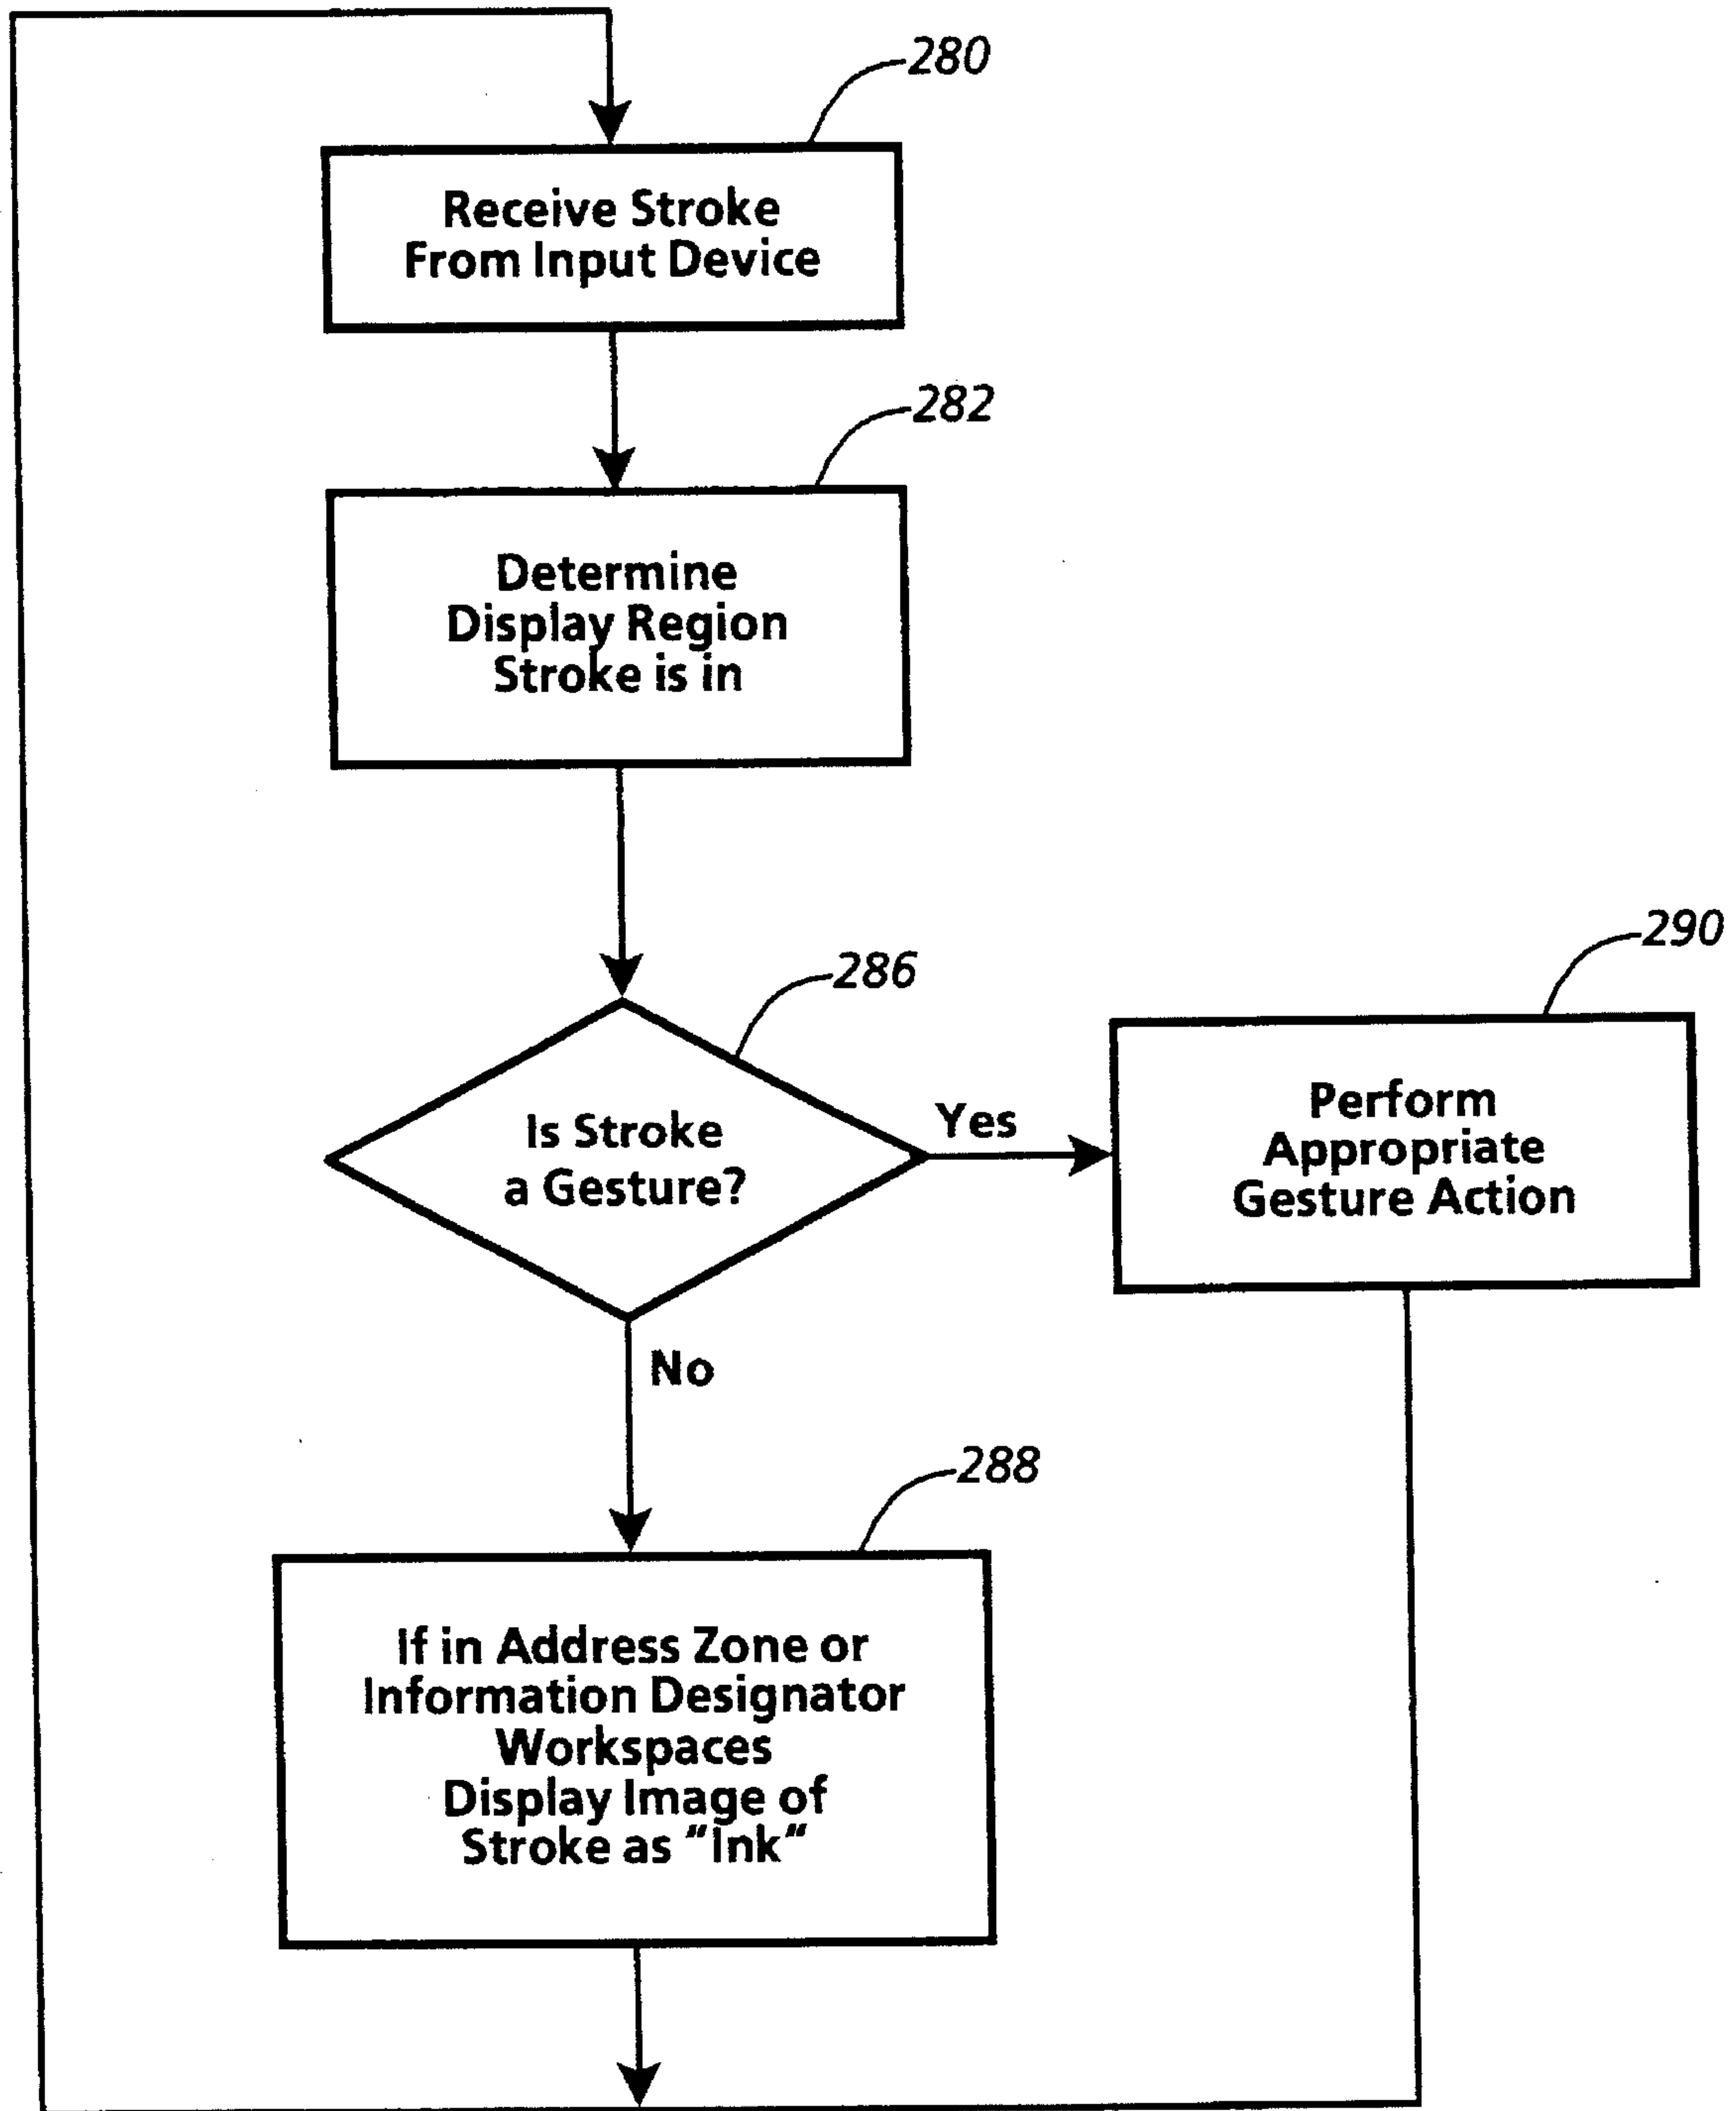 280
Receive Stroke
From Input Device
282
Determine
Display Region
Stroke is in
286
Is Stroke
a Gesture?
Yes
290
Perform
Appropriate
Gesture Action
No
288
If in Address Zone or
Information Designator
Workspaces
Display Image of
Stroke as "Ink"